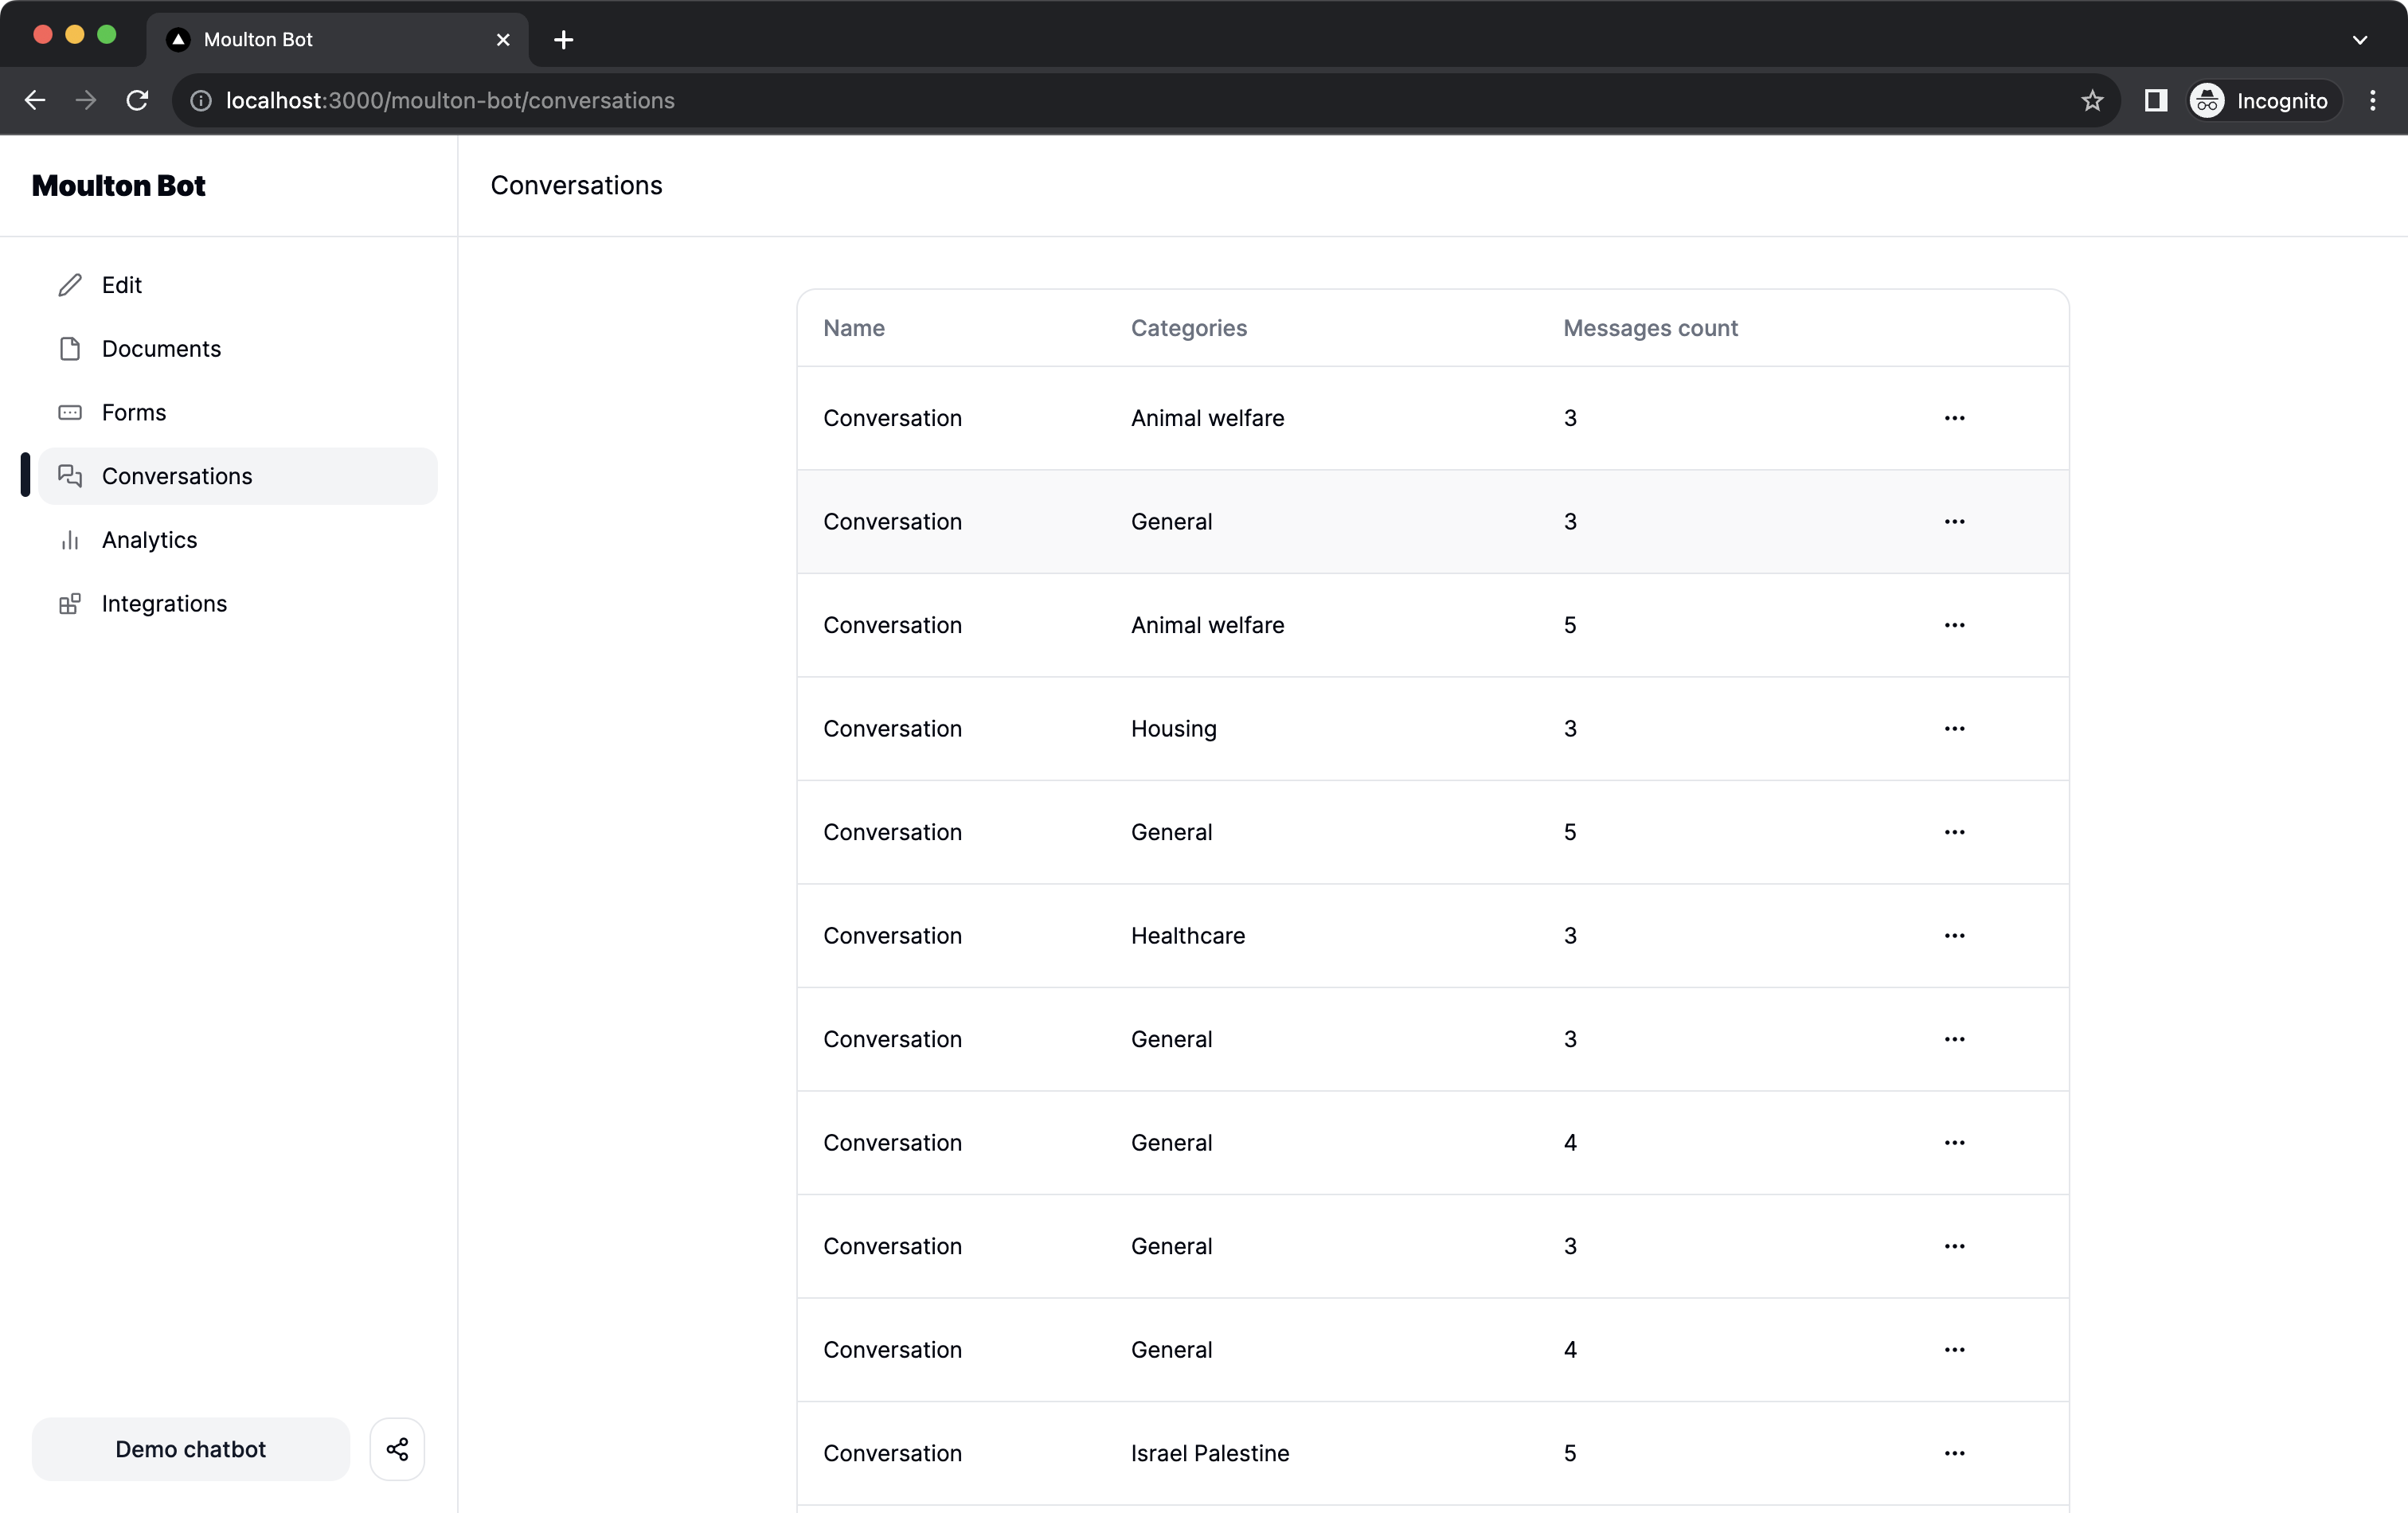 Moulton Bot
localhost:3000/moulton-bot/conversations
Incognito
Moulton Bot
Conversations
Edit
Documents
Forms
Conversations
Analytics
Integrations
Name Categories Messages count
Conversation Animal welfare 3
Conversation General 3
Conversation Animal welfare 5
Conversation Housing 3
Conversation General 5
Conversation Healthcare 3
Conversation General 3
Conversation General 4
Conversation General 3
Conversation General 4
Conversation Israel Palestine 5
Demo chatbot